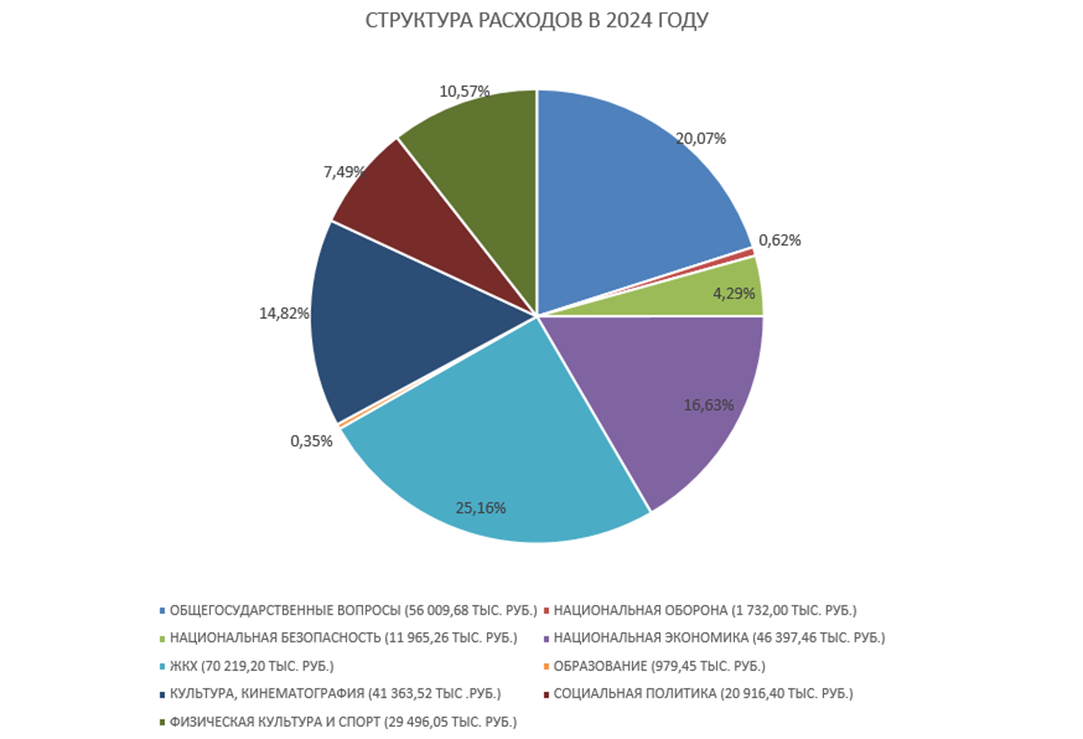 СТРУКТУРА РАСХОДОВ В 2024 ГОДУ
10,57%
20,07%
7,49%
0,62%
4,29%
14,82%
16,63%
0,35%
25,16%
ОБЩЕГОСУДАРСТВЕННЫЕ ВОПРОСЫ (56 009,68 ТЫС. РУБ.) НАЦИОНАЛЬНАЯ ОБОРОНА (1 732,00 ТЫС. РУБ.)
НАЦИОНАЛЬНАЯ БЕЗОПАСНОСТЬ (11 965,26 ТЫС. РУБ.) НАЦИОНАЛЬНАЯ ЭКОНОМИКА (46 397,46 ТЫС. РУБ.)
ЖКХ (70 219,20 ТЫС. РУБ.) ОБРАЗОВАНИЕ (979,45 ТЫС. РУБ.)
КУЛЬТУРА, КИНЕМАТОГРАФИЯ (41 363,52 ТЫС .РУБ.) СОЦИАЛЬНАЯ ПОЛИТИКА (20 916,40 ТЫС. РУБ.)
ФИЗИЧЕСКАЯ КУЛЬТУРА И СПОРТ (29 496,05 ТЫС. РУБ.)